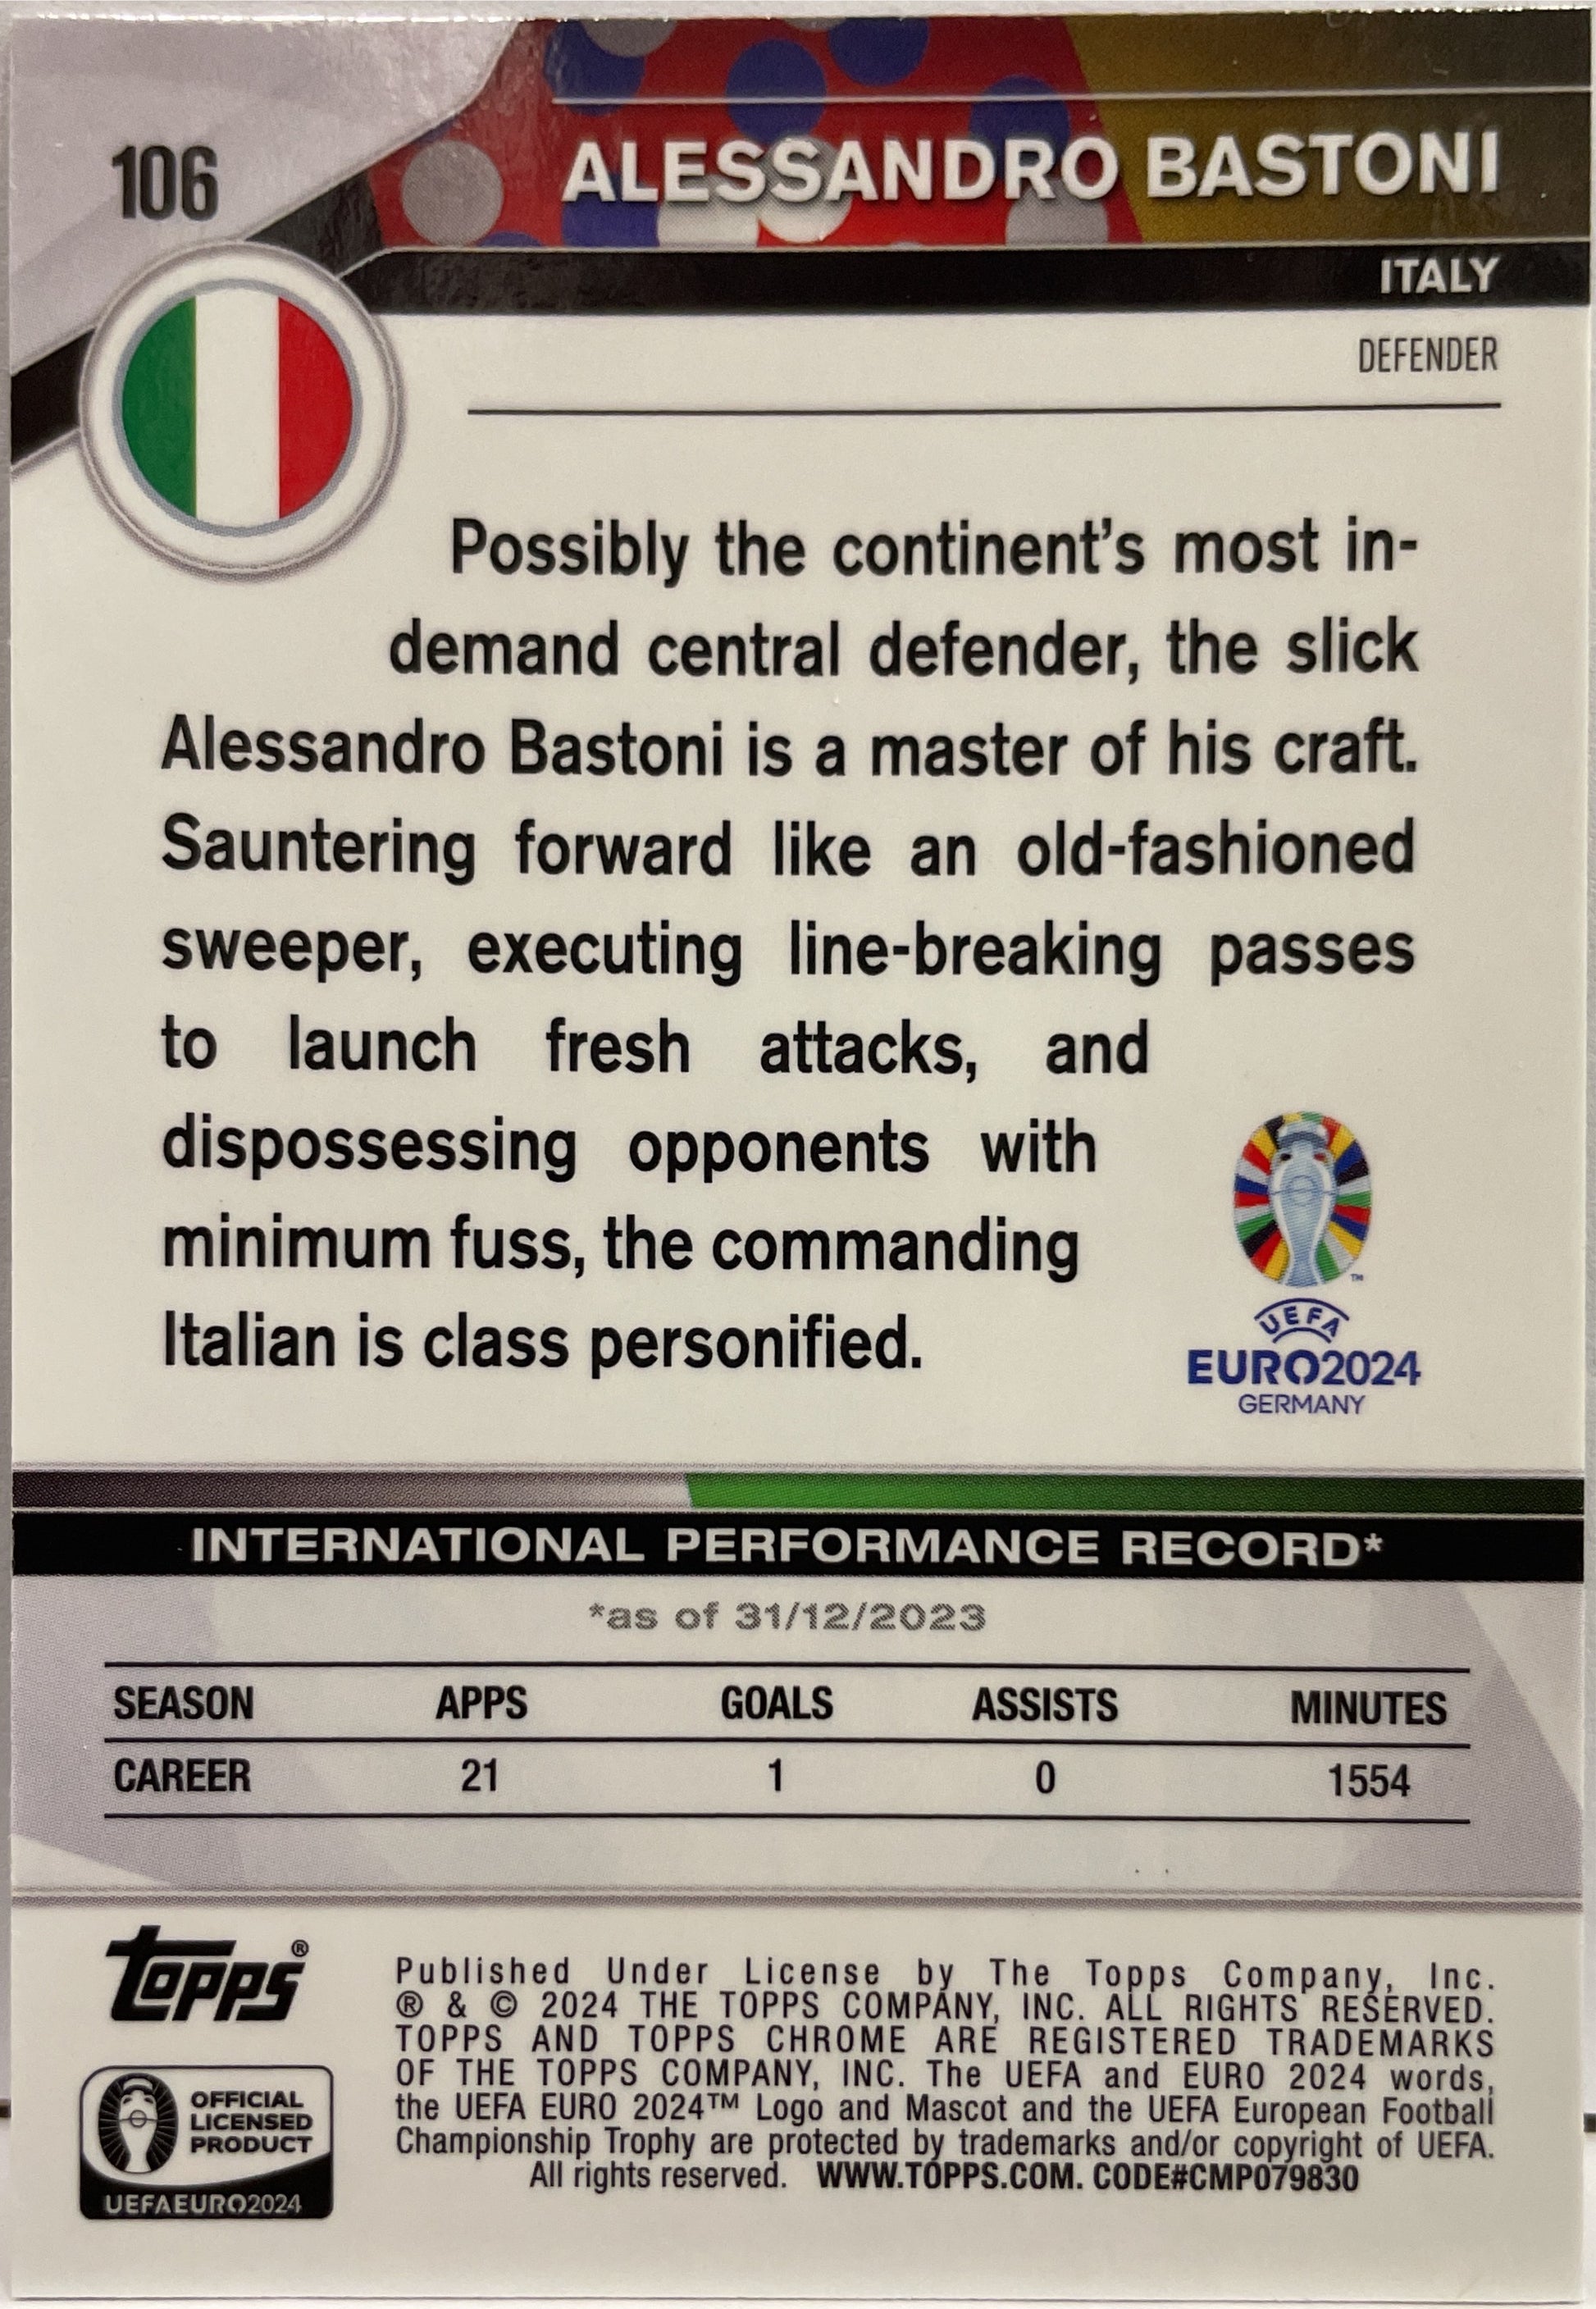 106
ALESSANDRO BASTONI
ITALY
DEFENDER
Possibly the continent's most in-
demand central defender, the slick
Alessandro Bastoni is a master of his craft.
Sauntering forward like an old-fashioned
sweeper, executing line-breaking passes
to launch fresh attacks, and
dispossessing opponents with
minimum fuss, the commanding
Italian is class personified.
TM
UEFA
EURO2024
GERMANY
INTERNATIONAL PERFORMANCE RECORD*
*as of 31/12/2023
SEASON APPS GOALS ASSISTS MINUTES
CAREER 21 1 0 1554
Topps®
Published Under License by The Topps Company, Inc.
® & © 2024 THE TOPPS COMPANY, INC. ALL RIGHTS RESERVED.
TOPPS AND TOPPS CHROME ARE REGISTERED TRADEMARKS
OF THE TOPPS COMPANY, INC. The UEFA and EURO 2024 words,
the UEFA EURO 2024™ Logo and Mascot and the UEFA European Football
Championship Trophy are protected by trademarks and/or copyright of UEFA.
All rights reserved. WWW.TOPPS.COM. CODE#CMP079830
OFFICIAL
LICENSED
PRODUCT
UEFAEURO2024